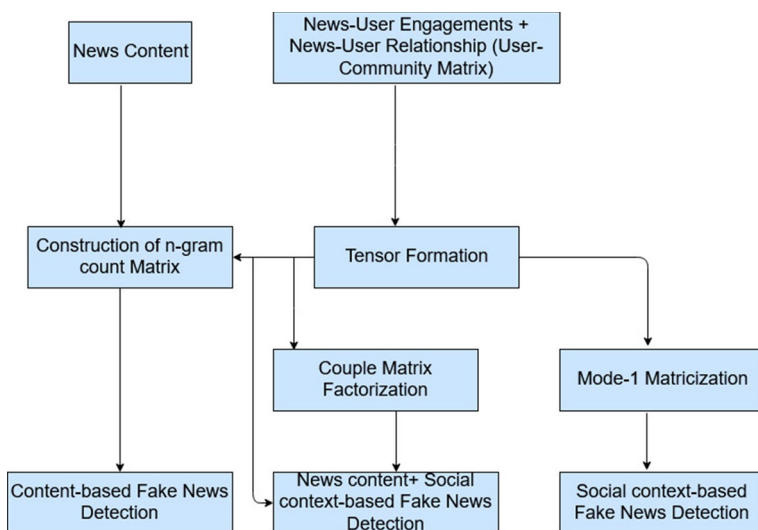 News Content
News-User Engagements +
News-User Relationship (User-
Community Matrix)
Construction of n-gram
count Matrix
Tensor Formation
Couple Matrix
Factorization
Mode-1 Matricization
Content-based Fake News
Detection
News content+ Social
context-based Fake News
Detection
Social context-based
Fake News Detection